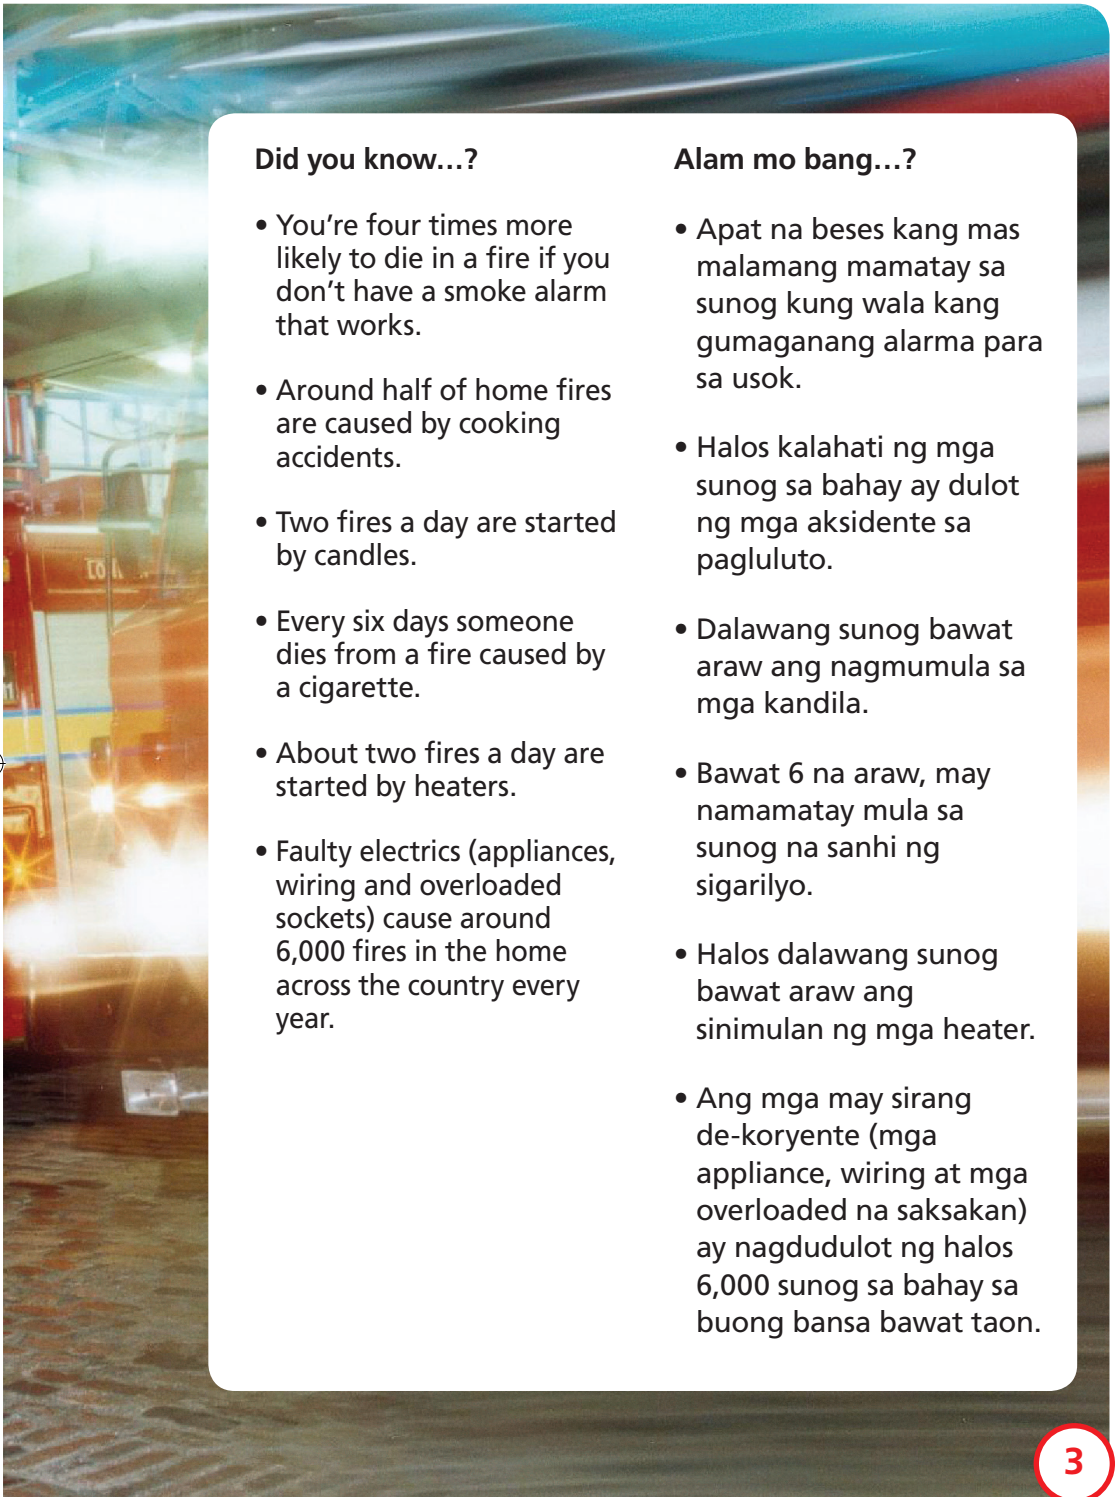 Did you know…?
• You’re four times more
likely to die in a fire if you
don’t have a smoke alarm
that works.
• Around half of home fires
are caused by cooking
accidents.
• Two fires a day are started
by candles.
• Every six days someone
dies from a fire caused by
a cigarette.
• About two fires a day are
started by heaters.
• Faulty electrics (appliances,
wiring and overloaded
sockets) cause around
6,000 fires in the home
across the country every
year.
Alam mo bang…?
• Apat na beses kang mas
malamang mamatay sa
sunog kung wala kang
gumaganang alarma para
sa usok.
• Halos kalahati ng mga
sunog sa bahay ay dulot
ng mga aksidente sa
pagluluto.
• Dalawang sunog bawat
araw ang nagmumula sa
mga kandila.
• Bawat 6 na araw, may
namamatay mula sa
sunog na sanhi ng
sigarilyo.
• Halos dalawang sunog
bawat araw ang
sinimulan ng mga heater.
• Ang mga may sirang
de-koryente (mga
appliance, wiring at mga
overloaded na saksakan)
ay nagdudulot ng halos
6,000 sunog sa bahay sa
buong bansa bawat taon.
3